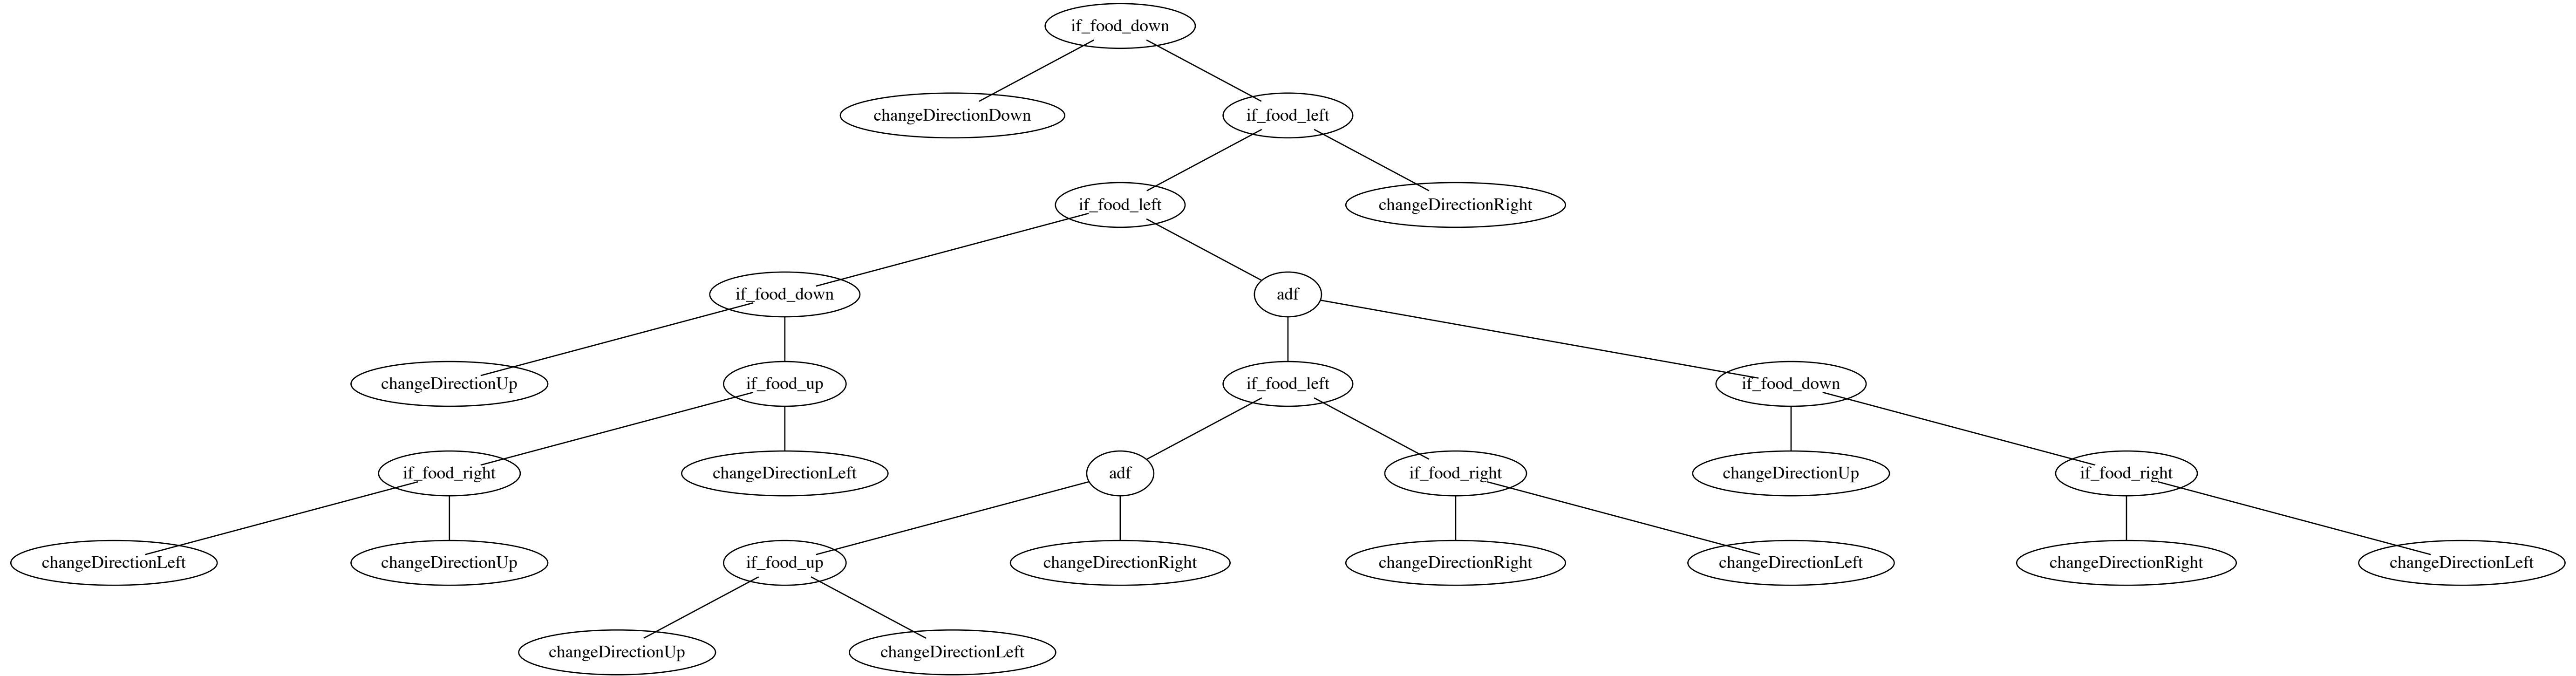 if_food_down
changeDirectionDown
if_food_left
if_food_left
changeDirectionRight
if_food_down
adf
changeDirectionUp
if_food_up
if_food_left
if_food_down
if_food_right
changeDirectionLeft
adf
if_food_right
changeDirectionUp
if_food_right
changeDirectionLeft
changeDirectionUp
if_food_up
changeDirectionRight
changeDirectionRight
changeDirectionLeft
changeDirectionRight
changeDirectionLeft
changeDirectionUp
changeDirectionLeft